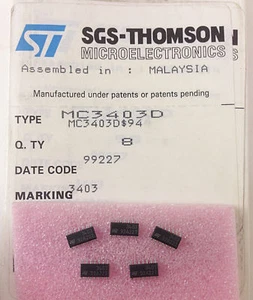 SGS-THOMSON
MICROELECTRONICS
Assembled in : MALAYSIA
Manufactured under patents or patents pending
TYPE MC3403D
MC3403D$94
Q. TY 8
DATE CODE 99227
MARKING 3403